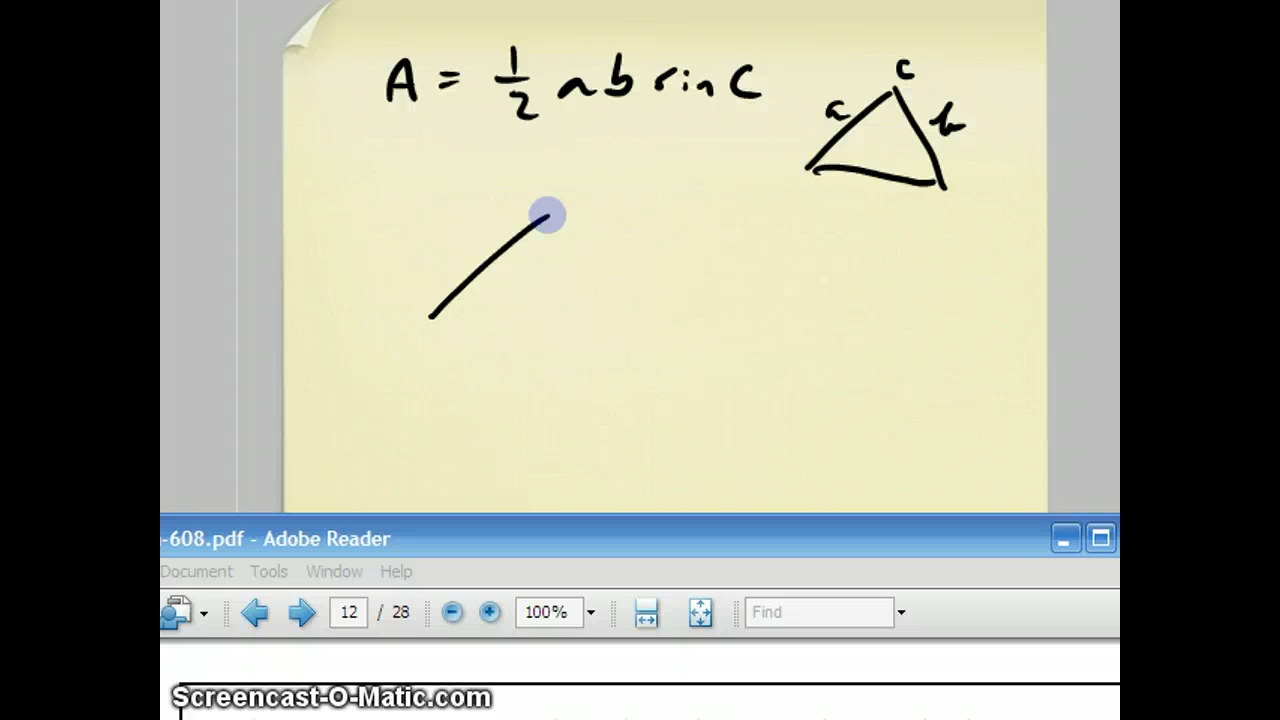 A = 1/2 ab sin C
c
a
b
-608.pdf - Adobe Reader
Document Tools Window Help
12 / 28 100% Find
Screencast-O-Matic.com